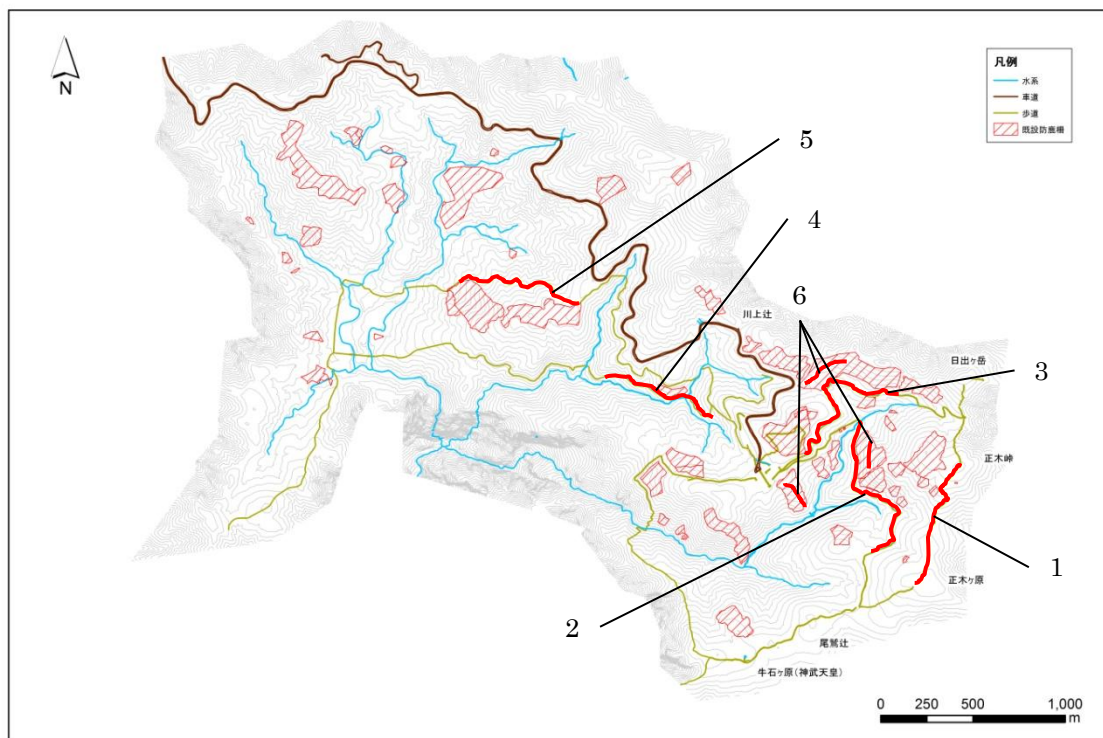 N
凡例
水系
車道
歩道
既設防鹿柵
5
4
6
川上辻
日出ヶ岳
3
正木峠
1
正木ヶ原
2
尾鷲辻
牛石ヶ原(神武天皇)
0 250 500 1,000
m